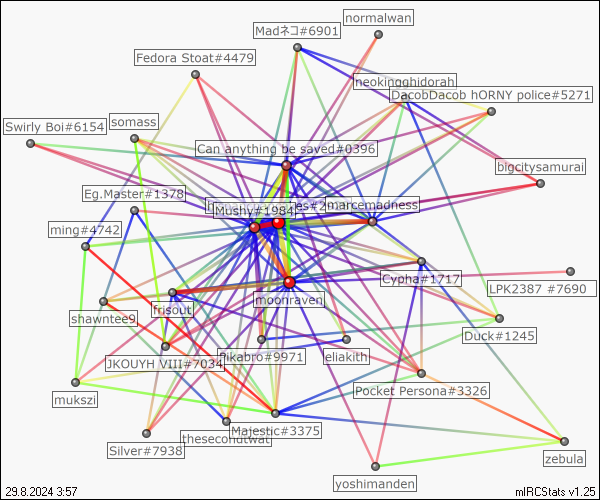 normalwan
Madネコ#6901
Fedora Stoat#4479
neokingghidorah
DacobDacob hORNY police#5271
somass
Swirly Boi#6154
Can anything be saved#0396
bigcitysamurai
Eg.Master#1378
Mushy#1984
marcemadness
ming#4742
Cypha#1717
LPK2387 #7690
moonraven
frisout
shawntee9
Duck#1245
JKOUYH VIII#7034
Pikabro#9971
eliakith
Pocket Persona#3326
mukszi
Majestic#3375
thesecondtwat
Silver#7938
zebula
yoshimanden
29.8.2024 3:57
mIRCStats v1.25